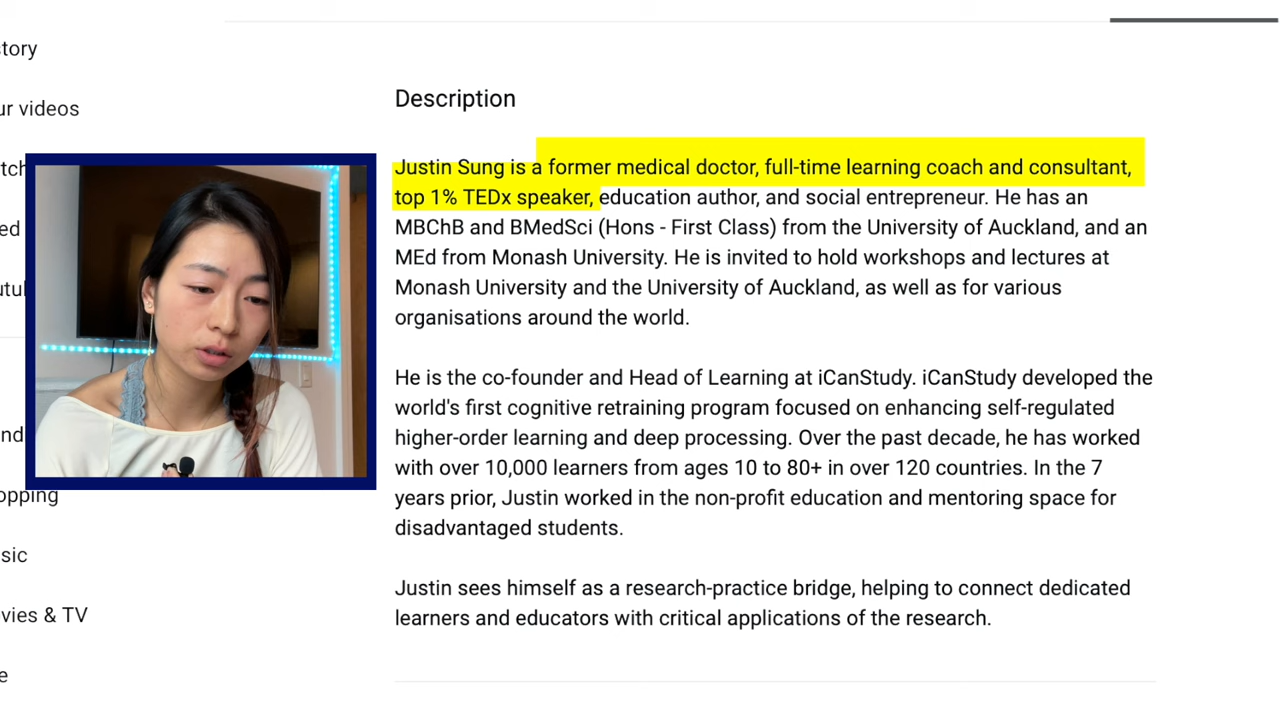 story
ur videos
Description
Justin Sung is a former medical doctor, full-time learning coach and consultant,
top 1% TEDx speaker, education author, and social entrepreneur. He has an
MBChB and BMedSci (Hons - First Class) from the University of Auckland, and an
MEd from Monash University. He is invited to hold workshops and lectures at
Monash University and the University of Auckland, as well as for various
organisations around the world.
He is the co-founder and Head of Learning at iCanStudy. iCanStudy developed the
world's first cognitive retraining program focused on enhancing self-regulated
higher-order learning and deep processing. Over the past decade, he has worked
with over 10,000 learners from ages 10 to 80+ in over 120 countries. In the 7
years prior, Justin worked in the non-profit education and mentoring space for
disadvantaged students.
Justin sees himself as a research-practice bridge, helping to connect dedicated
learners and educators with critical applications of the research.
tch
ed
utul
nd
opping
sic
vies & TV
e